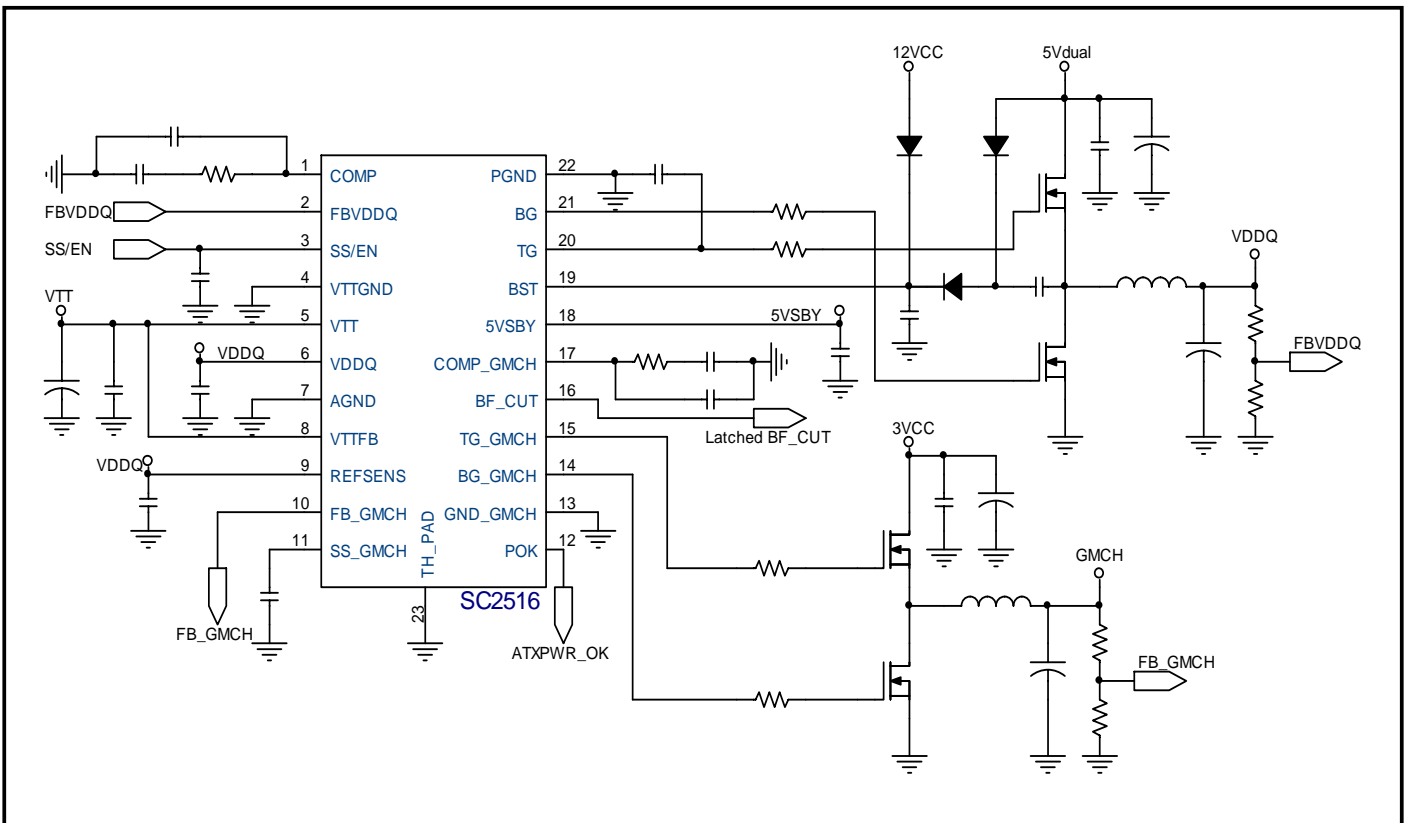 12VCC
5Vdual
1
COMP
PGND
22
FBVDDQ
2
FBVDDQ
BG
21
SS/EN
3
SS/EN
TG
20
VDDQ
4
VTTGND
BST
19
VTT
5
VTT
5VSBY
18
5VSBY
VDDQ
6
VDDQ
COMP_GMCH
17
FBVDDQ
7
AGND
BF_CUT
16
Latched BF_CUT
8
VTTFB
TG_GMCH
15
3VCC
VDDQ
9
REFSENS
BG_GMCH
14
10
FB_GMCH
GND_GMCH
13
11
SS_GMCH
POK
12
TH_PAD
23
SC2516
GMCH
FB_GMCH
ATXPWR_OK
FB_GMCH